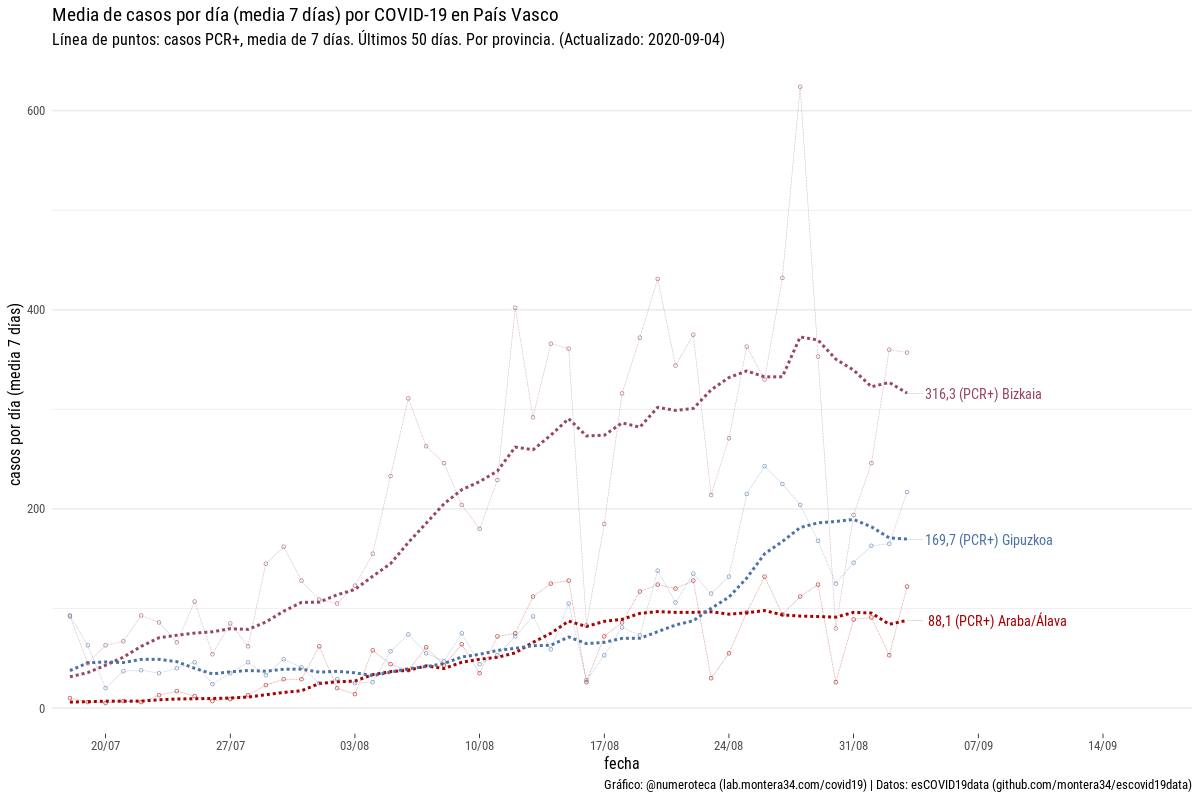 Media de casos por día (media 7 días) por COVID-19 en País Vasco
Línea de puntos: casos PCR+, media de 7 días. Últimos 50 días. Por provincia. (Actualizado: 2020-09-04)
casos por día (media 7 días)
600
400
200
0
316,3 (PCR+) Bizkaia
169,7 (PCR+) Gipuzkoa
88,1 (PCR+) Araba/Álava
20/07
27/07
03/08
10/08
17/08
24/08
31/08
07/09
14/09
fecha
Gráfico: @numeroteca (lab.montera34.com/covid19) | Datos: esCOVID19data (github.com/montera34/escovid19data)